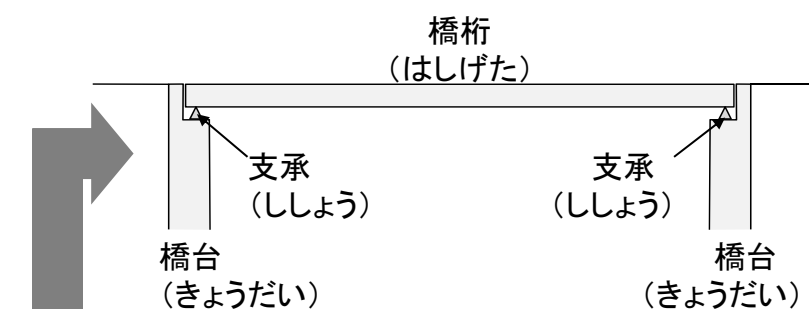 橋桁
（はしげた）
支承
（ししょう）
支承
（ししょう）
橋台
（きょうだい）
橋台
（きょうだい）